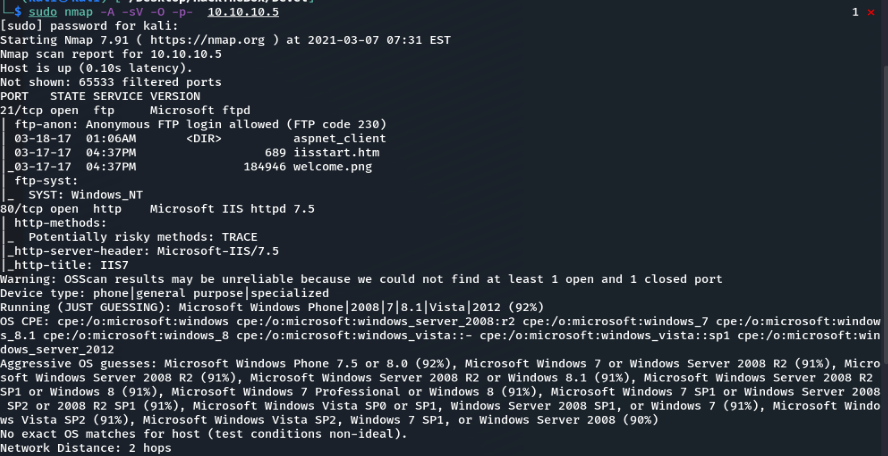 └─$ sudo nmap -A -sV -O -p-  10.10.10.5 1 ⨯
[sudo] password for kali:
Starting Nmap 7.91 ( https://nmap.org ) at 2021-03-07 07:31 EST
Nmap scan report for 10.10.10.5
Host is up (0.10s latency).
Not shown: 65533 filtered ports
PORT   STATE SERVICE VERSION
21/tcp open  ftp     Microsoft ftpd
| ftp-anon: Anonymous FTP login allowed (FTP code 230)
| 03-18-17  01:06AM       <DIR>          aspnet_client
| 03-17-17  04:37PM                  689 iisstart.htm
|_03-17-17  04:37PM               184946 welcome.png
| ftp-syst:
|_  SYST: Windows_NT
80/tcp open  http    Microsoft IIS httpd 7.5
| http-methods:
|_  Potentially risky methods: TRACE
|_http-server-header: Microsoft-IIS/7.5
|_http-title: IIS7
Warning: OSScan results may be unreliable because we could not find at least 1 open and 1 closed port
Device type: phone|general purpose|specialized
Running (JUST GUESSING): Microsoft Windows Phone|2008|7|8.1|Vista|2012 (92%)
OS CPE: cpe:/o:microsoft:windows cpe:/o:microsoft:windows_server_2008:r2 cpe:/o:microsoft:windows_7 cpe:/o:microsoft:window
s_8.1 cpe:/o:microsoft:windows_8 cpe:/o:microsoft:windows_vista::- cpe:/o:microsoft:windows_vista::sp1 cpe:/o:microsoft:win
dows_server_2012
Aggressive OS guesses: Microsoft Windows Phone 7.5 or 8.0 (92%), Microsoft Windows 7 or Windows Server 2008 R2 (91%), Micro
soft Windows Server 2008 R2 (91%), Microsoft Windows Server 2008 R2 or Windows 8.1 (91%), Microsoft Windows Server 2008 R2
SP1 or Windows 8 (91%), Microsoft Windows 7 Professional or Windows 8 (91%), Microsoft Windows 7 SP1 or Windows Server 2008
SP2 or 2008 R2 SP1 (91%), Microsoft Windows Vista SP0 or SP1, Windows Server 2008 SP1, or Windows 7 (91%), Microsoft Windo
ws Vista SP2 (91%), Microsoft Windows Vista SP2, Windows 7 SP1, or Windows Server 2008 (90%)
No exact OS matches for host (test conditions non-ideal).
Network Distance: 2 hops